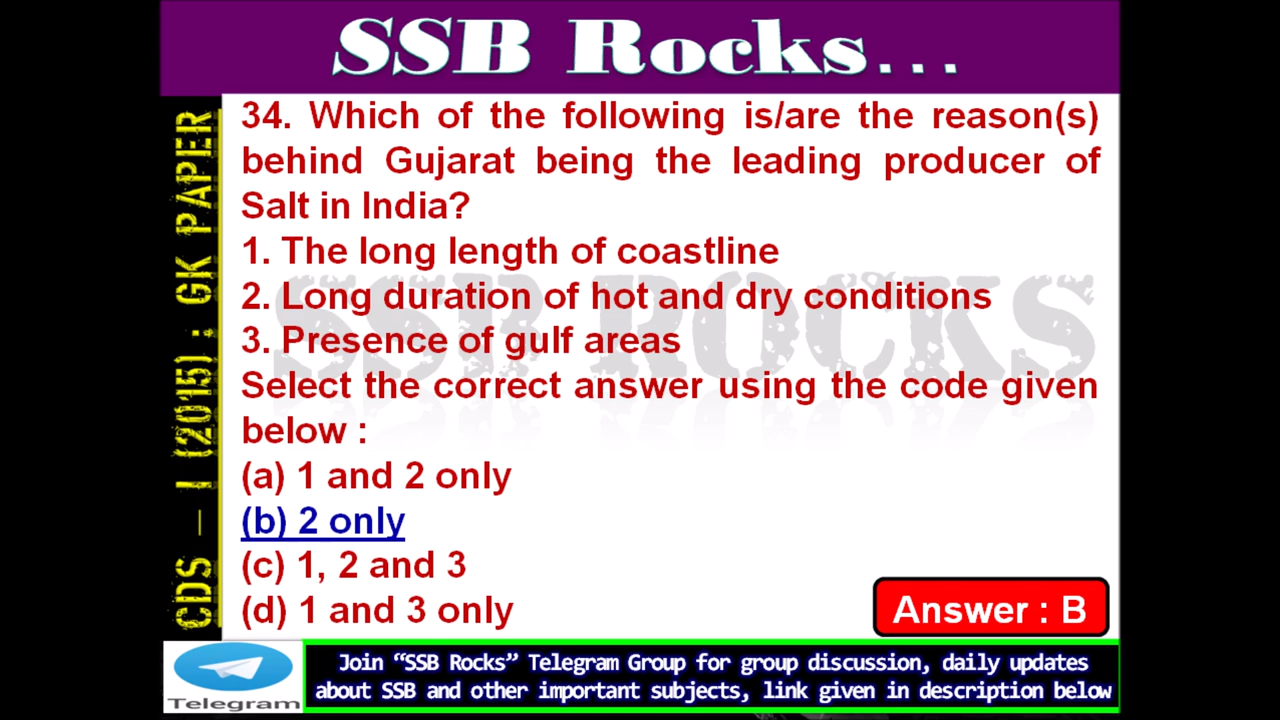 SSB Rocks...
CDS – I (2015) : GK PAPER
34. Which of the following is/are the reason(s)
behind Gujarat being the leading producer of
Salt in India?
1. The long length of coastline
2. Long duration of hot and dry conditions
3. Presence of gulf areas
Select the correct answer using the code given
below :
(a) 1 and 2 only
(b) 2 only
(c) 1, 2 and 3
(d) 1 and 3 only
SSB ROCKS
Answer : B
Telegram
Join “SSB Rocks” Telegram Group for group discussion, daily updates
about SSB and other important subjects, link given in description below